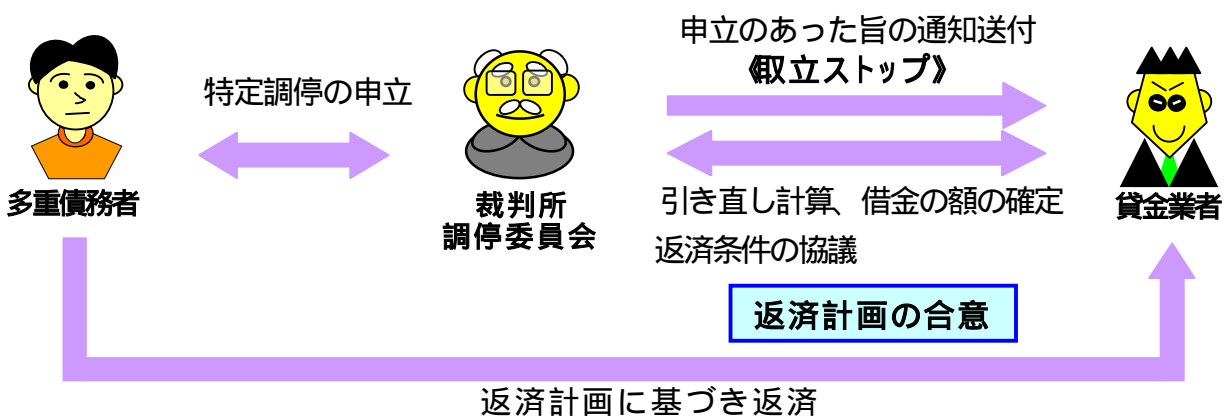 特定調停の申立
申立のあった旨の通知送付
《取立ストップ》
多重債務者
裁判所
調停委員会
貸金業者
引き直し計算、借金の額の確定
返済条件の協議
返済計画の合意
返済計画に基づき返済